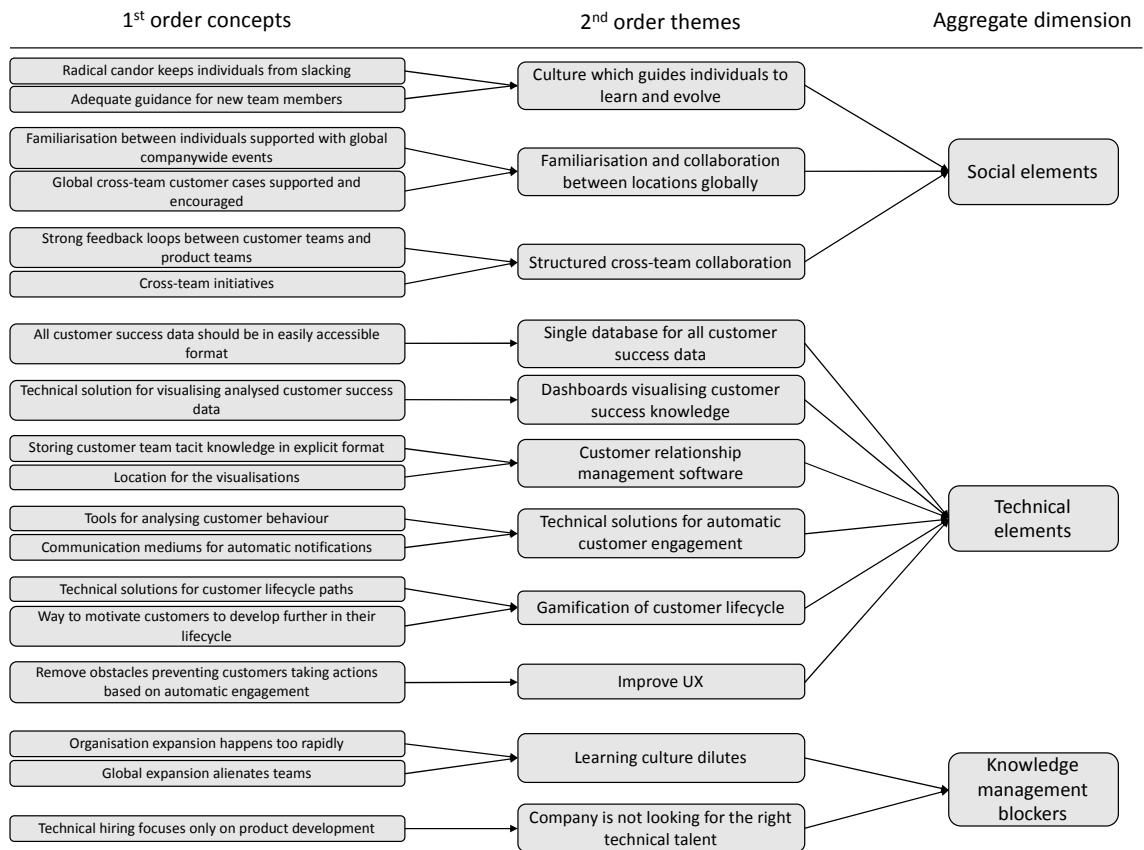 1st order concepts
2nd order themes
Aggregate dimension
Radical candor keeps individuals from slacking
Adequate guidance for new team members
Culture which guides individuals to
learn and evolve
Familiarisation between individuals supported with global
companywide events
Global cross-team customer cases supported and
encouraged
Familiarisation and collaboration
between locations globally
Social elements
Strong feedback loops between customer teams and
product teams
Cross-team initiatives
Structured cross-team collaboration
All customer success data should be in easily accessible
format
Single database for all customer
success data
Technical solution for visualising analysed customer success
data
Dashboards visualising customer
success knowledge
Storing customer team tacit knowledge in explicit format
Location for the visualisations
Customer relationship
management software
Tools for analysing customer behaviour
Communication mediums for automatic notifications
Technical solutions for automatic
customer engagement
Technical
elements
Technical solutions for customer lifecycle paths
Way to motivate customers to develop further in their
lifecycle
Gamification of customer lifecycle
Remove obstacles preventing customers taking actions
based on automatic engagement
Improve UX
Organisation expansion happens too rapidly
Global expansion alienates teams
Learning culture dilutes
Knowledge
management
blockers
Technical hiring focuses only on product development
Company is not looking for the right
technical talent